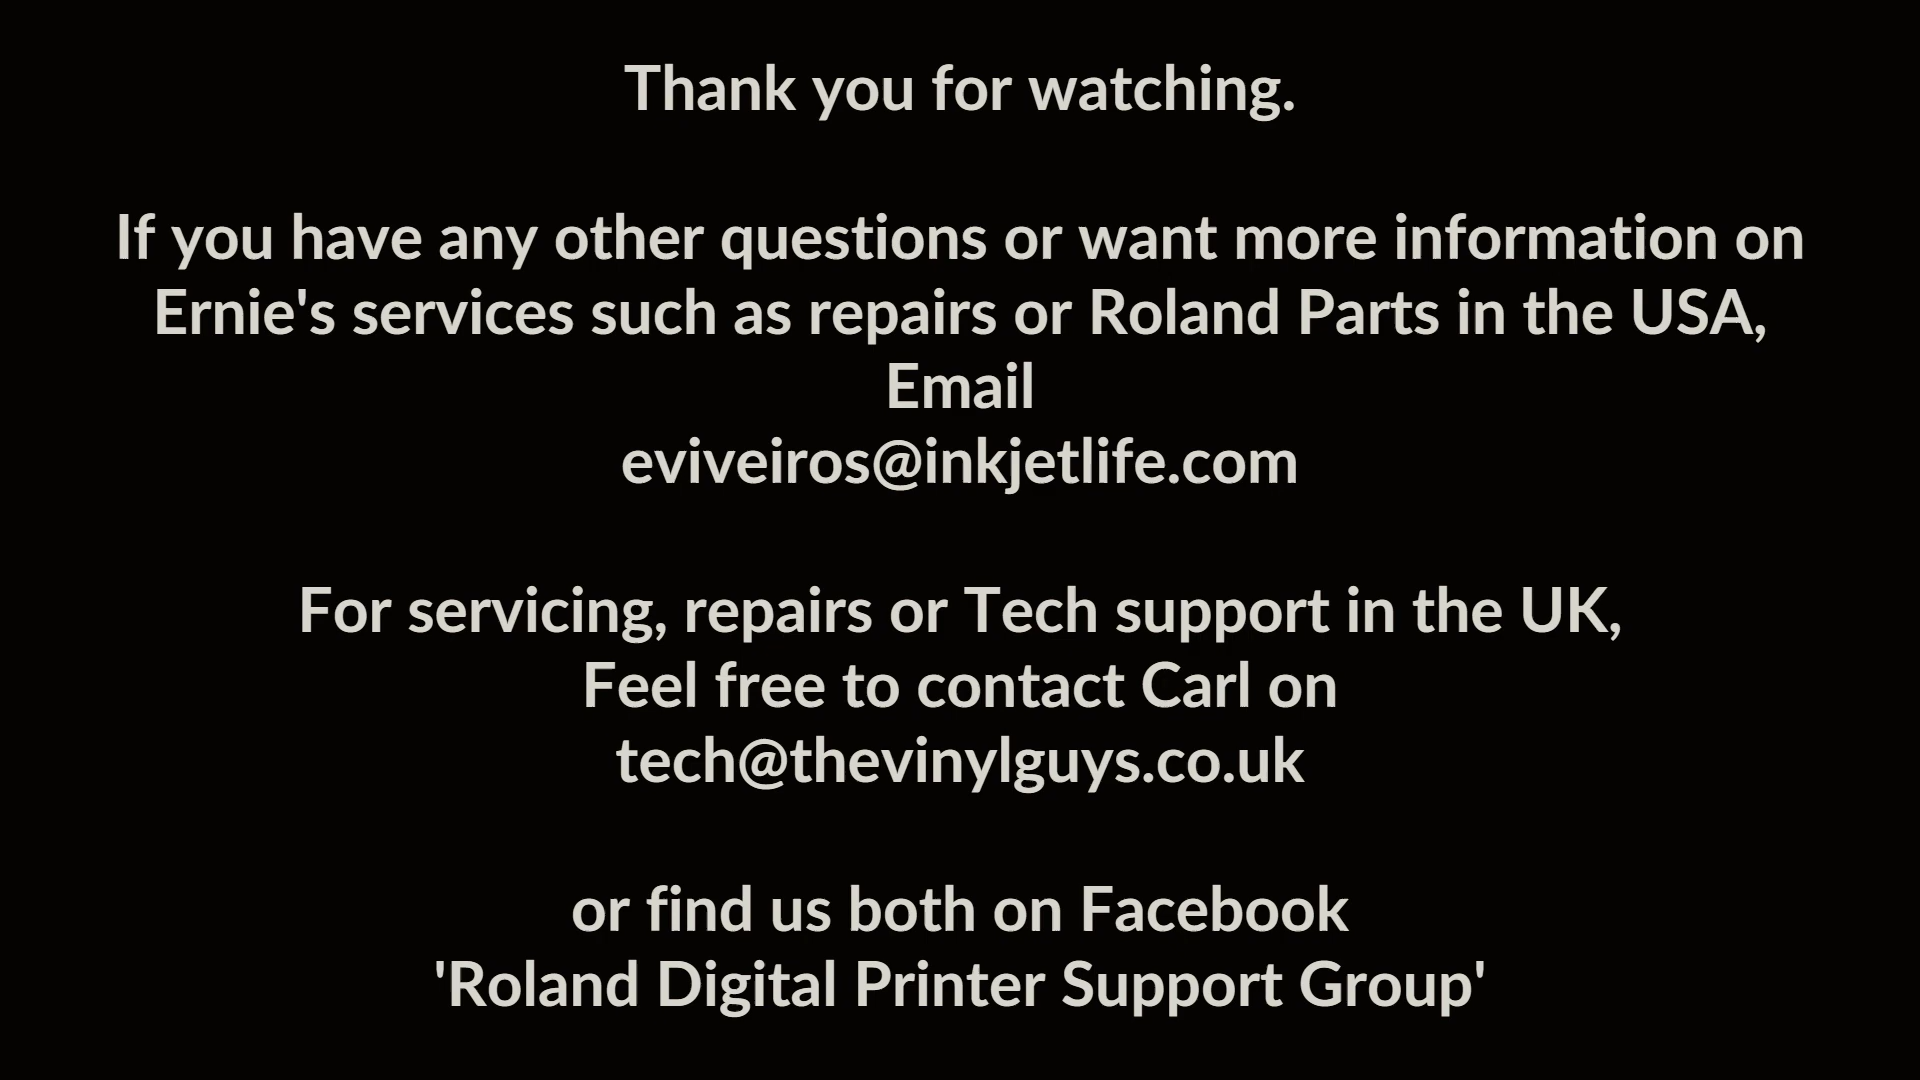 Thank you for watching.
If you have any other questions or want more information on
Ernie's services such as repairs or Roland Parts in the USA,
Email
eviveiros@inkjetlife.com
For servicing, repairs or Tech support in the UK,
Feel free to contact Carl on
tech@thevinylguys.co.uk
or find us both on Facebook
'Roland Digital Printer Support Group'